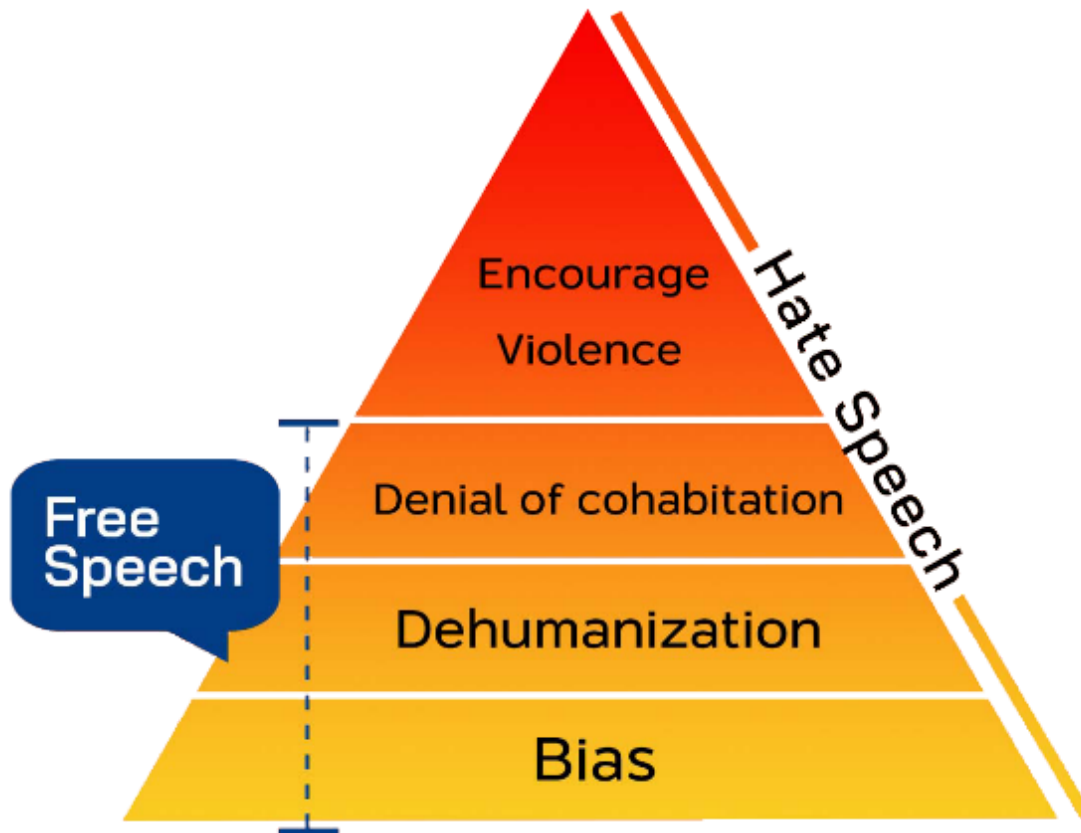 Encourage
Violence
Denial of cohabitation
Dehumanization
Bias
Free
Speech
Hate Speech